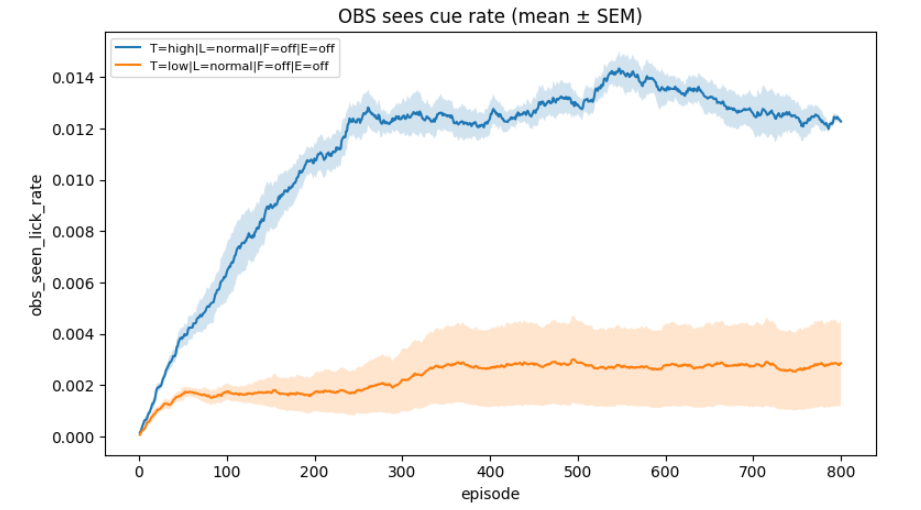 OBS sees cue rate (mean ± SEM)
T=high|L=normal|F=off|E=off
T=low|L=normal|F=off|E=off
obs_seen_lick_rate
0.014
0.012
0.010
0.008
0.006
0.004
0.002
0.000
0 100 200 300 400 500 600 700 800
episode